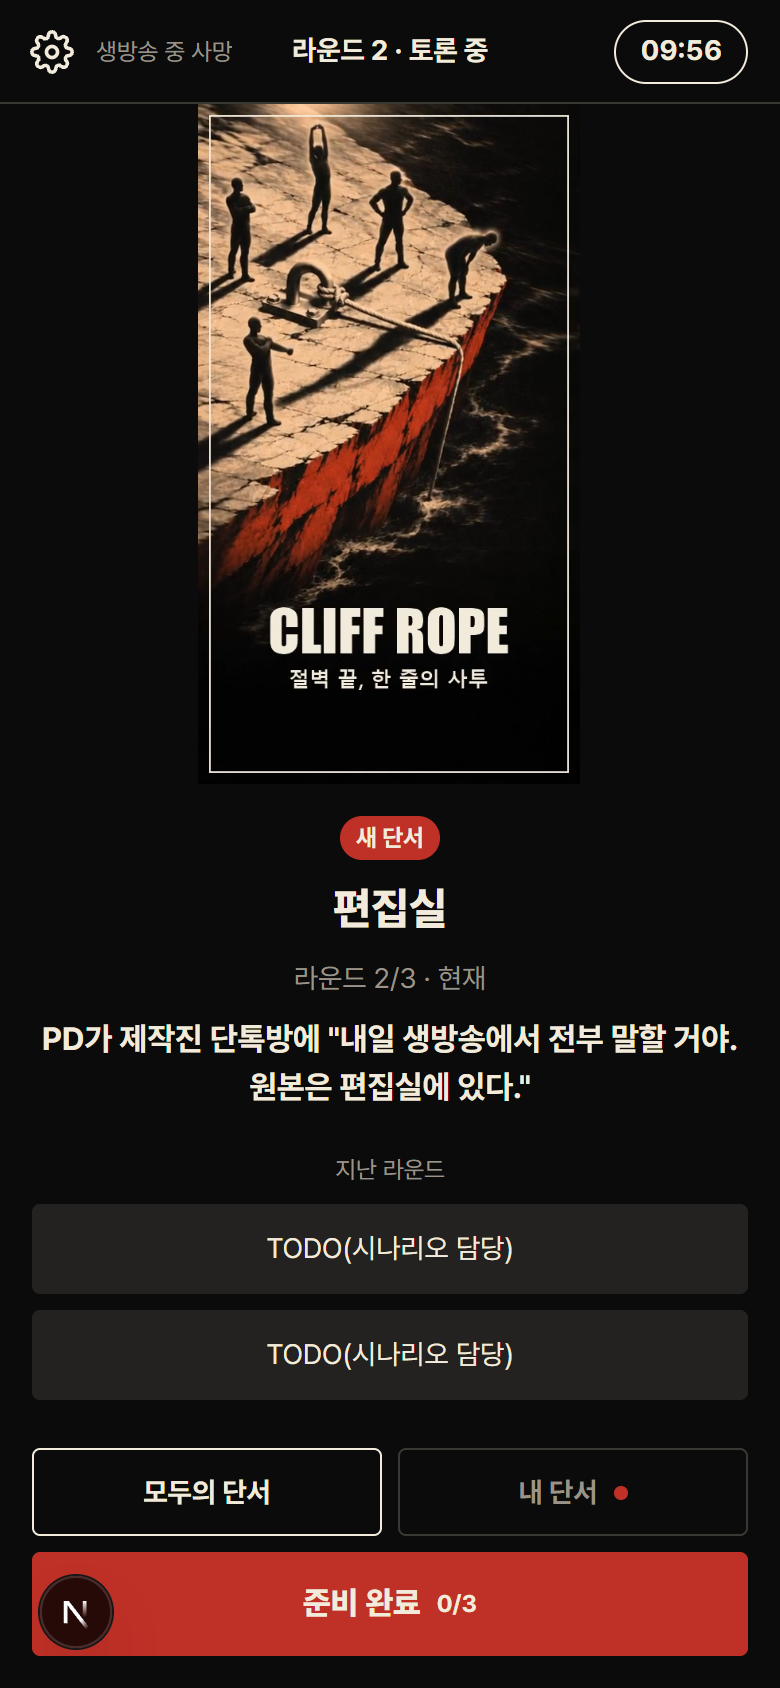 생방송 중 사망
라운드 2 · 토론 중
09:56
CLIFF ROPE
절벽 끝, 한 줄의 사투
새 단서
편집실
라운드 2/3 · 현재
PD가 제작진 단톡방에 "내일 생방송에서 전부 말할 거야.
원본은 편집실에 있다."
지난 라운드
TODO(시나리오 담당)
TODO(시나리오 담당)
모두의 단서
내 단서
준비 완료 0/3
N